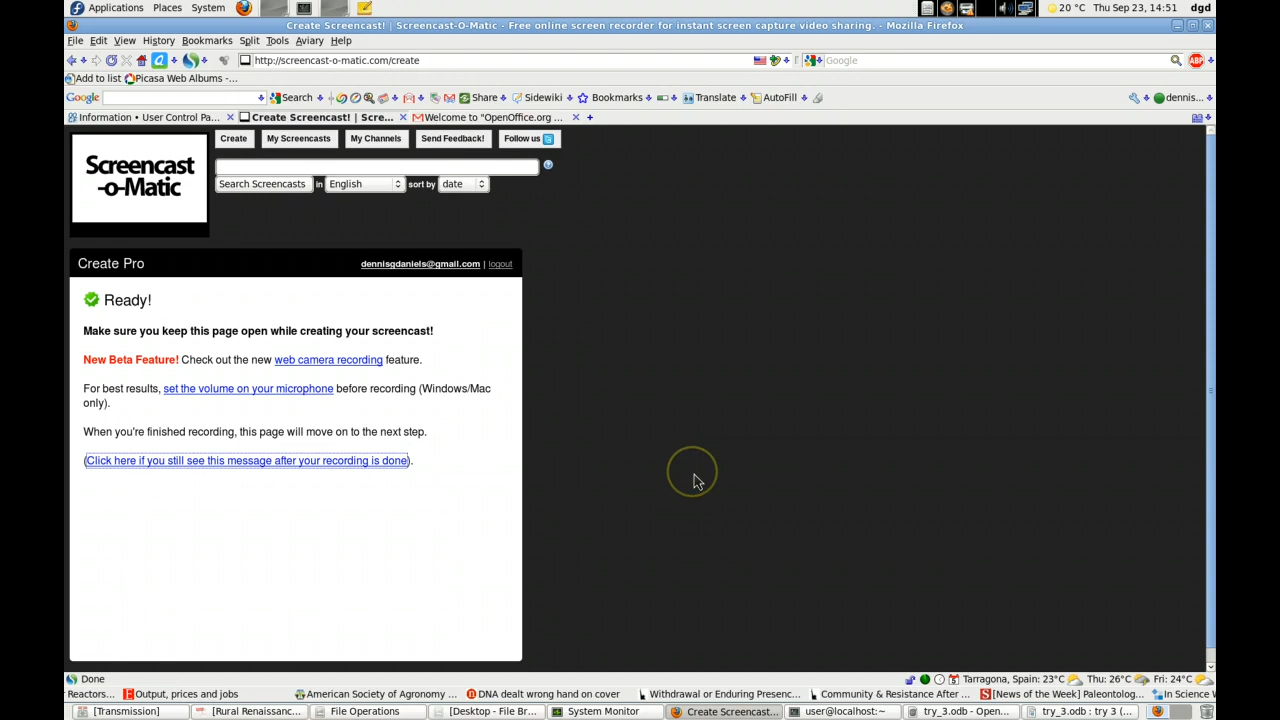 Applications Places System 20 °C Thu Sep 23, 14:51 dgd
Create Screencast! | Screencast-O-Matic - Free online screen recorder for instant screen capture video sharing. - Mozilla Firefox
File Edit View History Bookmarks Split Tools Aviary Help
http://screencast-o-matic.com/create Google ABP
Add to list Picasa Web Albums -...
Google Search Share Sidewiki Bookmarks Translate AutoFill dennis...
Information • User Control Pa... Create Screencast! | Scre... Welcome to "OpenOffice.org ...
Create My Screencasts My Channels Send Feedback! Follow us
Screencast
-o-Matic
Search Screencasts in English sort by date
Create Pro dennisgdaniels@gmail.com | logout
Ready!
Make sure you keep this page open while creating your screencast!
New Beta Feature! Check out the new web camera recording feature.
For best results, set the volume on your microphone before recording (Windows/Mac
only).
When you're finished recording, this page will move on to the next step.
(Click here if you still see this message after your recording is done).
Done Tarragona, Spain: 23°C Thu: 26°C Fri: 24°C
Reactors... Output, prices and jobs American Society of Agronomy ... DNA dealt wrong hand on cover Withdrawal or Enduring Presenc... Community & Resistance After ... [News of the Week] Paleontolog... In Science W
[Transmission] [Rural Renaissanc... File Operations [Desktop - File Br... System Monitor Create Screencast... user@localhost:~ try_3.odb - Open... try_3.odb : try 3 (...